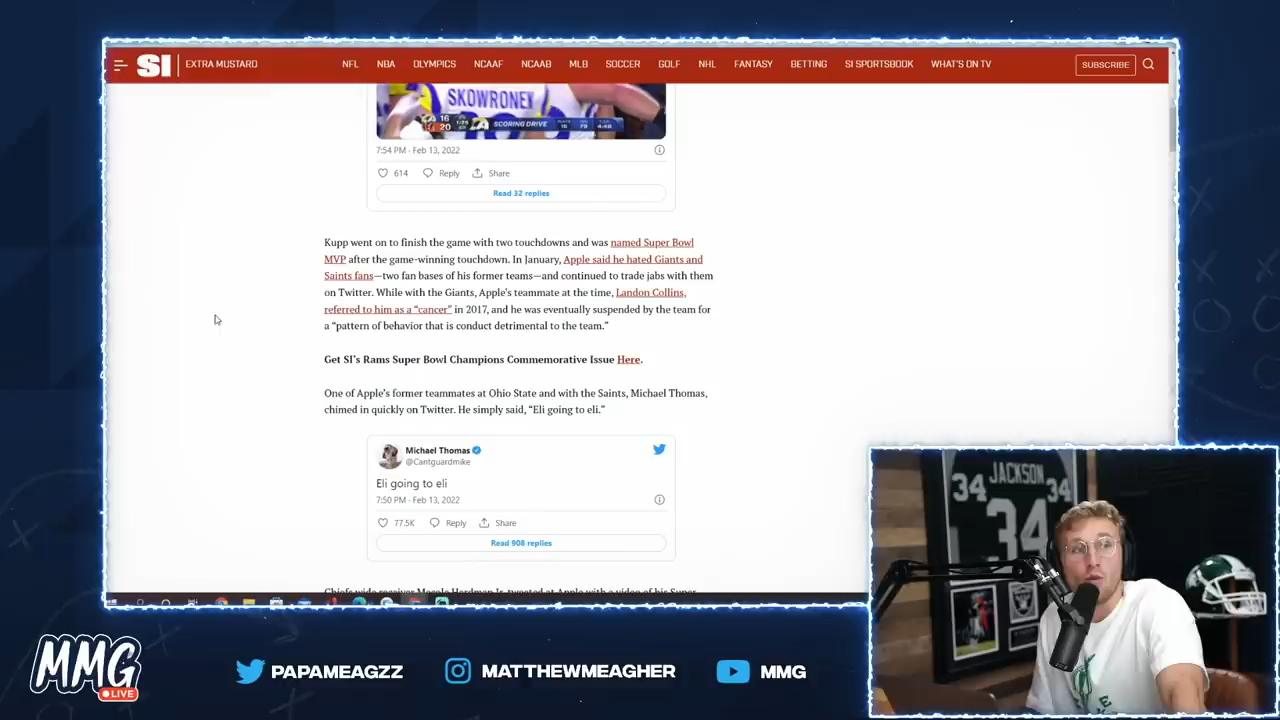 SI EXTRA MUSTARD NFL NBA OLYMPICS NCAAF NCAAB MLB SOCCER GOLF NHL FANTASY BETTING SI SPORTSBOOK WHAT'S ON TV SUBSCRIBE
SKOWRONEK
16
20
SCORING DRIVE
7:54 PM · Feb 13, 2022
614 Reply Share
Read 32 replies
Kupp went on to finish the game with two touchdowns and was named Super Bowl
MVP after the game-winning touchdown. In January, Apple said he hated Giants and
Saints fans—two fan bases of his former teams—and continued to trade jabs with them
on Twitter. While with the Giants, Apple's teammate at the time, Landon Collins,
referred to him as a “cancer” in 2017, and he was eventually suspended by the team for
a “pattern of behavior that is conduct detrimental to the team.”
Get SI's Rams Super Bowl Champions Commemorative Issue Here.
One of Apple's former teammates at Ohio State and with the Saints, Michael Thomas,
chimed in quickly on Twitter. He simply said, “Eli going to eli.”
Michael Thomas
@Cantguardmike
Eli going to eli
7:50 PM · Feb 13, 2022
77.5K Reply Share
Read 908 replies
JACKSON
34 34
34
MMG
LIVE
PAPAMEAGZZ MATTHEWMEAGHER MMG